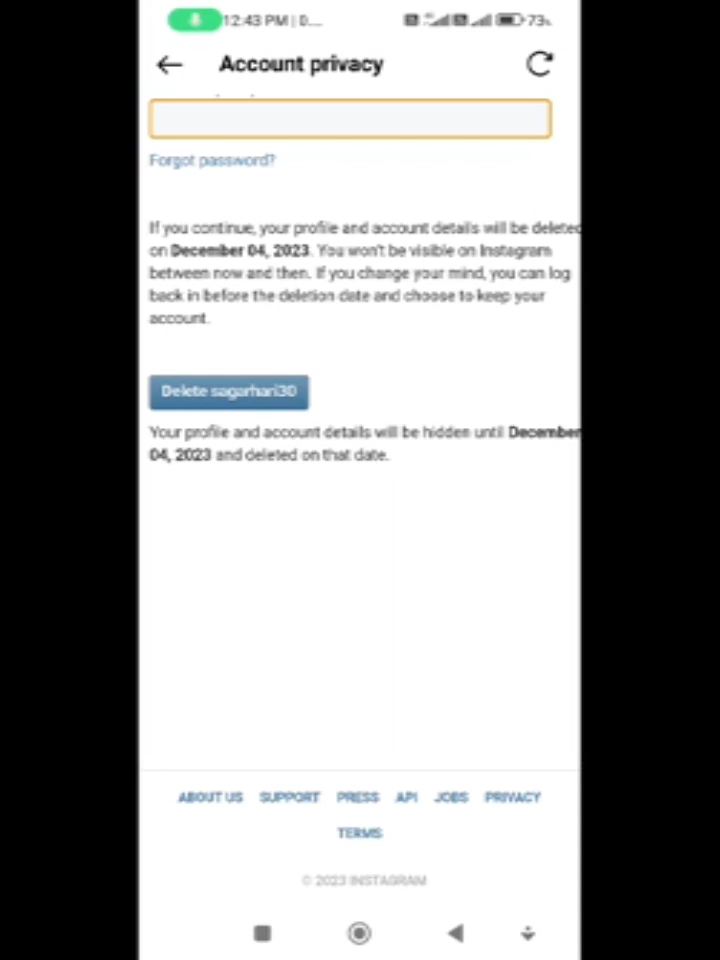 12:43 PM | 0....
73
Account privacy
Forgot password?
If you continue, your profile and account details will be deleted
on December 04, 2023. You won't be visible on Instagram
between now and then. If you change your mind, you can log
back in before the deletion date and choose to keep your
account.
Delete sagarhari30
Your profile and account details will be hidden until December
04, 2023 and deleted on that date.
ABOUT US SUPPORT PRESS API JOBS PRIVACY
TERMS
© 2023 INSTAGRAM